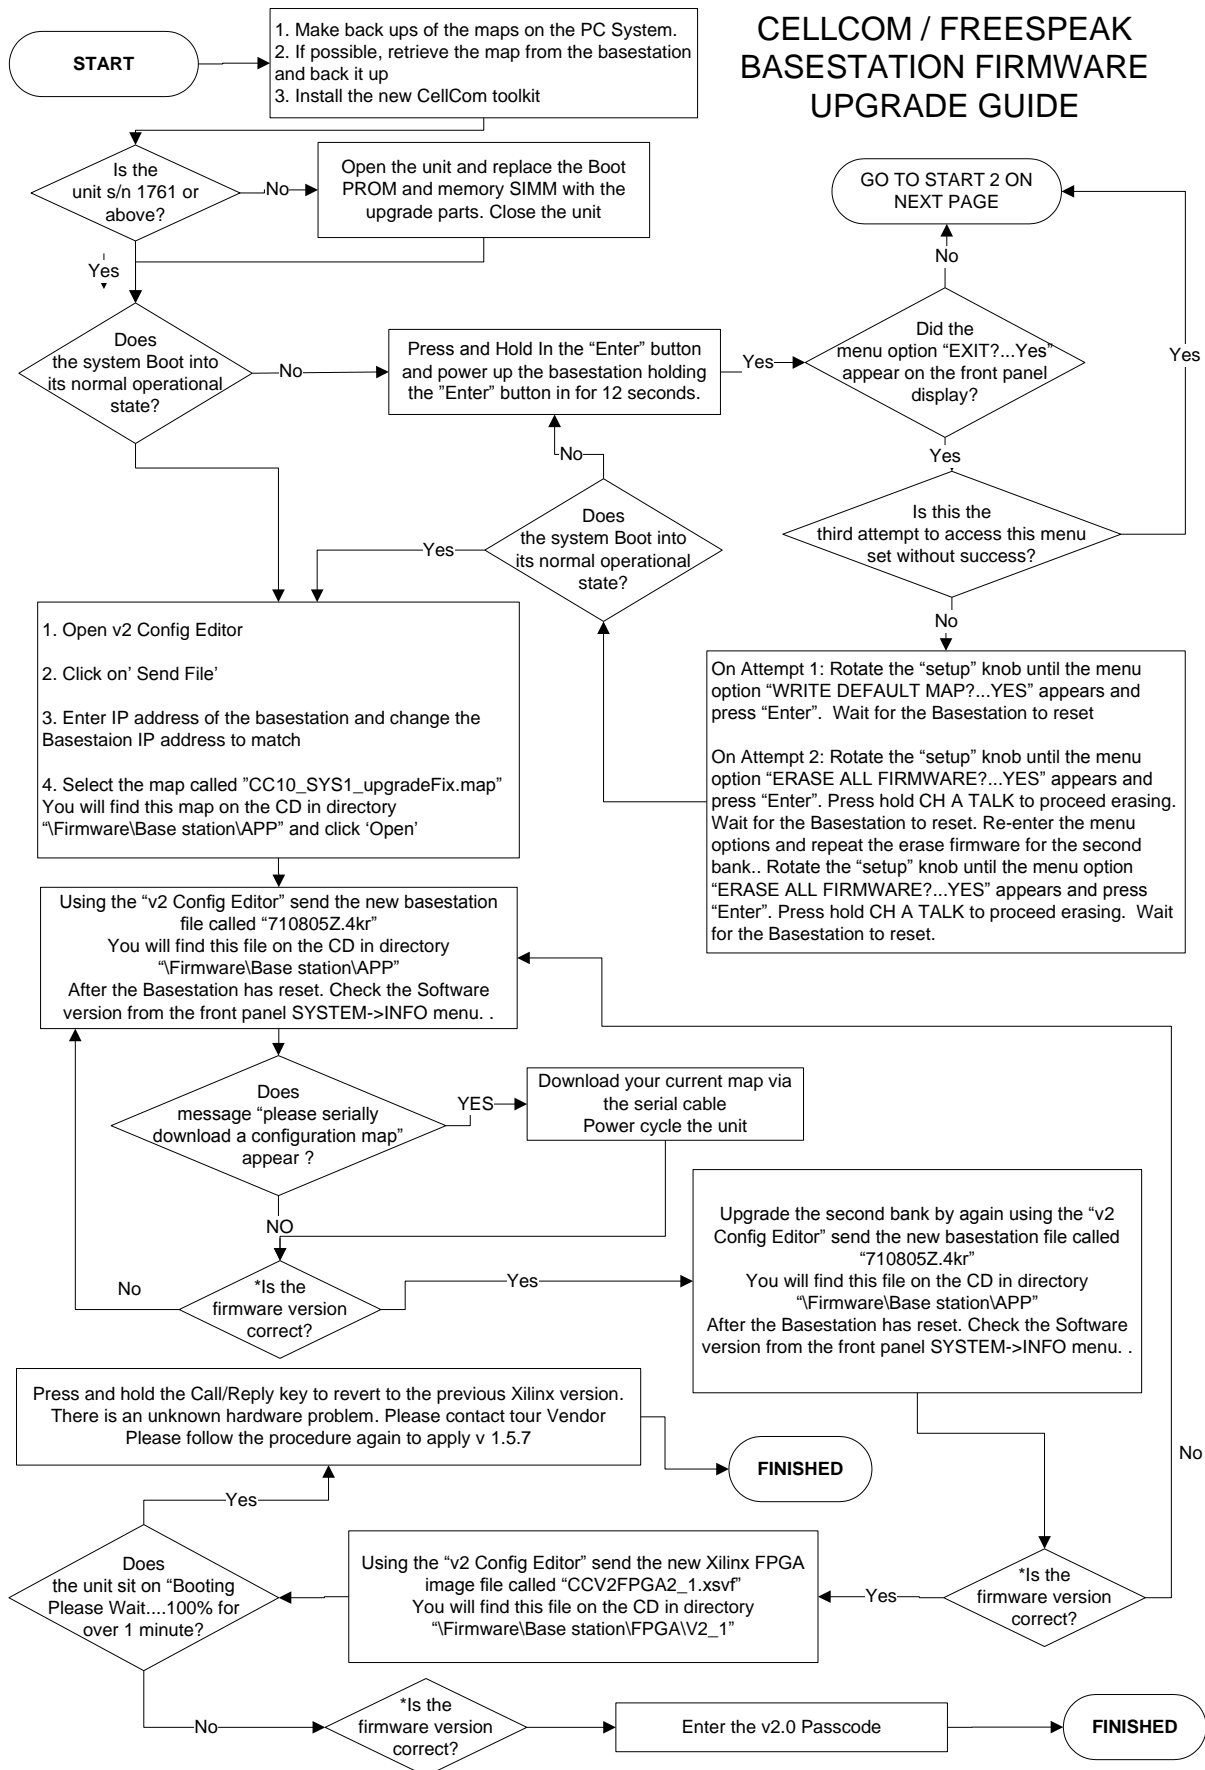 CELLCOM / FREESPEAK
BASESTATION FIRMWARE
UPGRADE GUIDE
START
1. Make back ups of the maps on the PC System.
2. If possible, retrieve the map from the basestation
and back it up
3. Install the new CellCom toolkit
Is the
unit s/n 1761 or
above?
No
Open the unit and replace the Boot
PROM and memory SIMM with the
upgrade parts. Close the unit
Yes
Does
the system Boot into
its normal operational
state?
No
Press and Hold In the “Enter” button
and power up the basestation holding
the ”Enter” button in for 12 seconds.
Yes
Did the
menu option “EXIT?...Yes”
appear on the front panel
display?
No
GO TO START 2 ON
NEXT PAGE
Yes
Yes
Is this the
third attempt to access this menu
set without success?
No
On Attempt 1: Rotate the “setup” knob until the menu
option “WRITE DEFAULT MAP?...YES” appears and
press “Enter”.  Wait for the Basestation to reset
On Attempt 2: Rotate the “setup” knob until the menu
option “ERASE ALL FIRMWARE?...YES” appears and
press “Enter”. Press hold CH A TALK to proceed erasing.
Wait for the Basestation to reset. Re-enter the menu
options and repeat the erase firmware for the second
bank.. Rotate the “setup” knob until the menu option
“ERASE ALL FIRMWARE?...YES” appears and press
“Enter”. Press hold CH A TALK to proceed erasing.  Wait
for the Basestation to reset.
No
Does
the system Boot into
its normal operational
state?
Yes
1. Open v2 Config Editor
2. Click on’ Send File’
3. Enter IP address of the basestation and change the
Basestaion IP address to match
4. Select the map called ”CC10_SYS1_upgradeFix.map”
You will find this map on the CD in directory
“\Firmware\Base station\APP” and click ‘Open’
Using the “v2 Config Editor” send the new basestation
file called “710805Z.4kr”
You will find this file on the CD in directory
“\Firmware\Base station\APP”
After the Basestation has reset. Check the Software
version from the front panel SYSTEM->INFO menu. .
Does
message “please serially
download a configuration map”
appear ?
YES
Download your current map via
the serial cable
Power cycle the unit
NO
*Is the
firmware version
correct?
No
Yes
Upgrade the second bank by again using the “v2
Config Editor” send the new basestation file called
“710805Z.4kr”
You will find this file on the CD in directory
“\Firmware\Base station\APP”
After the Basestation has reset. Check the Software
version from the front panel SYSTEM->INFO menu. .
No
*Is the
firmware version
correct?
Yes
Using the “v2 Config Editor” send the new Xilinx FPGA
image file called “CCV2FPGA2_1.xsvf”
You will find this file on the CD in directory
“\Firmware\Base station\FPGA\V2_1”
Does
the unit sit on “Booting
Please Wait....100% for
over 1 minute?
Yes
Press and hold the Call/Reply key to revert to the previous Xilinx version.
There is an unknown hardware problem. Please contact tour Vendor
Please follow the procedure again to apply v 1.5.7
FINISHED
No
*Is the
firmware version
correct?
Enter the v2.0 Passcode
FINISHED